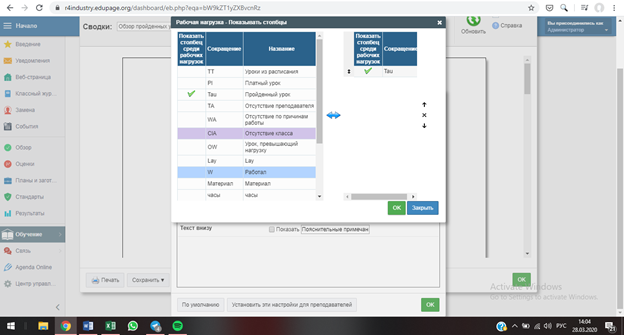 r4industry.edupage.org/dashboard/eb.php?eqa=bW9kZT1yZXBvcnRz
Начало
Сводки:
Обзор пройденных
Обновить
Справка
Вы присоединились как
Администратор
Введение
Уведомления
Веб-страница
Классный жур...
Замена
События
Обзор
Оценки
Планы и загот...
Стандарты
Результаты
Обучение
Связь
Agenda Online
Центр управл...
Рабочая нагрузка - Показывать столбцы
Показать столбец среди рабочих нагрузок
Сокращение
Название
TT Уроки из расписания
Pl Платный урок
Tau Пройденный урок
TA Отсутствие преподавателя
WA Отсутствие по причинам работы
ClA Отсутствие класса
OW Урок, превышающий нагрузку
Lay Lay
W Работал
Материал Материал
часы часы
Показать столбец среди рабочих нагрузок
Сокращение
Tau
OK
Закрыть
Текст внизу
Показать
Пояснительные примечан
Печать
Сохранить
OK
По умолчанию
Установить эти настройки для преподавателей
OK
Activate Windows
Go to Settings to activate Windows.
РУС
14:04
28.03.2020